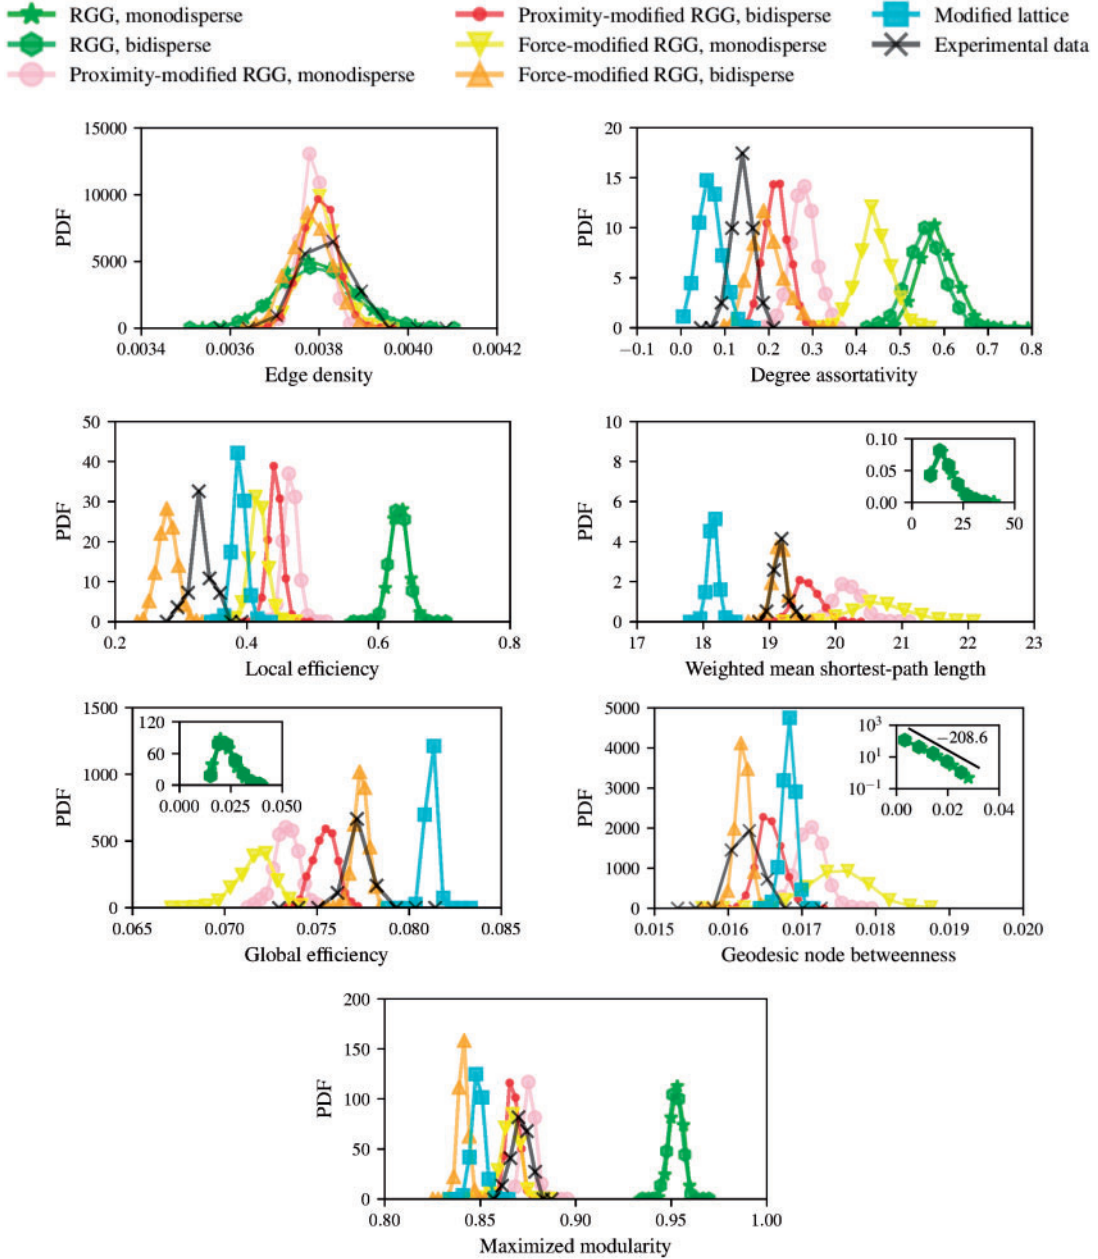 RGG, monodisperse
RGG, bidisperse
Proximity-modified RGG, monodisperse
Proximity-modified RGG, bidisperse
Force-modified RGG, monodisperse
Force-modified RGG, bidisperse
Modified lattice
Experimental data
15000
10000
5000
0
PDF
0.0034 0.0036 0.0038 0.0040 0.0042
Edge density
20
15
10
5
0
PDF
−0.1 0.0 0.1 0.2 0.3 0.4 0.5 0.6 0.7 0.8
Degree assortativity
50
40
30
20
10
0
PDF
0.2 0.4 0.6 0.8
Local efficiency
10
8
6
4
2
0
PDF
0.10
0.05
0.00
0 25 50
17 18 19 20 21 22 23
Weighted mean shortest-path length
1500
1000
500
0
PDF
120
60
0
0.000 0.025 0.050
0.065 0.070 0.075 0.080 0.085
Global efficiency
5000
4000
3000
2000
1000
0
PDF
10³
10¹
10⁻¹
−208.6
0.00 0.04
0.015 0.016 0.017 0.018 0.019 0.020
Geodesic node betweenness
200
150
100
50
0
PDF
0.80 0.85 0.90 0.95 1.00
Maximized modularity